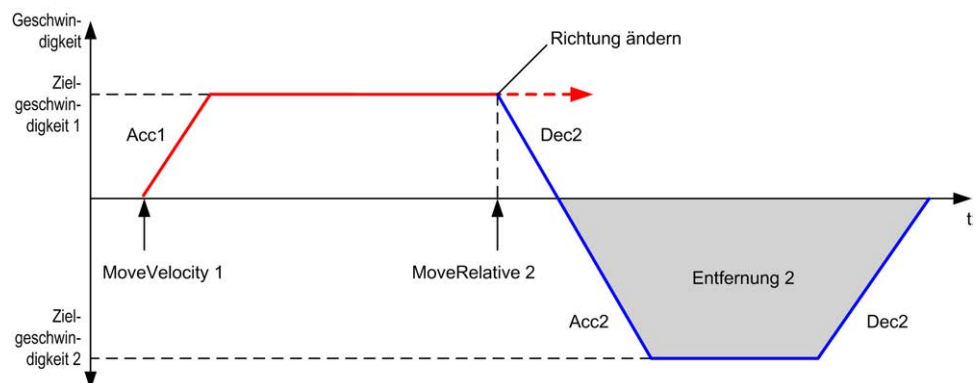 Geschwin-
digkeit
Richtung ändern
Ziel-
geschwin-
digkeit 1
Acc1
Dec2
t
MoveVelocity 1
MoveRelative 2
Entfernung 2
Acc2
Dec2
Ziel-
geschwin-
digkeit 2